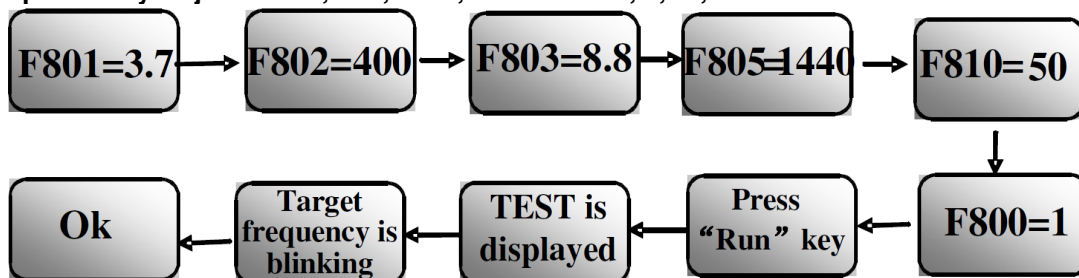 F801=3.7
F802=400
F803=8.8
F805=1440
F810=50
F800=1
Press
“Run” key
TEST is
displayed
Target
frequency is
blinking
Ok